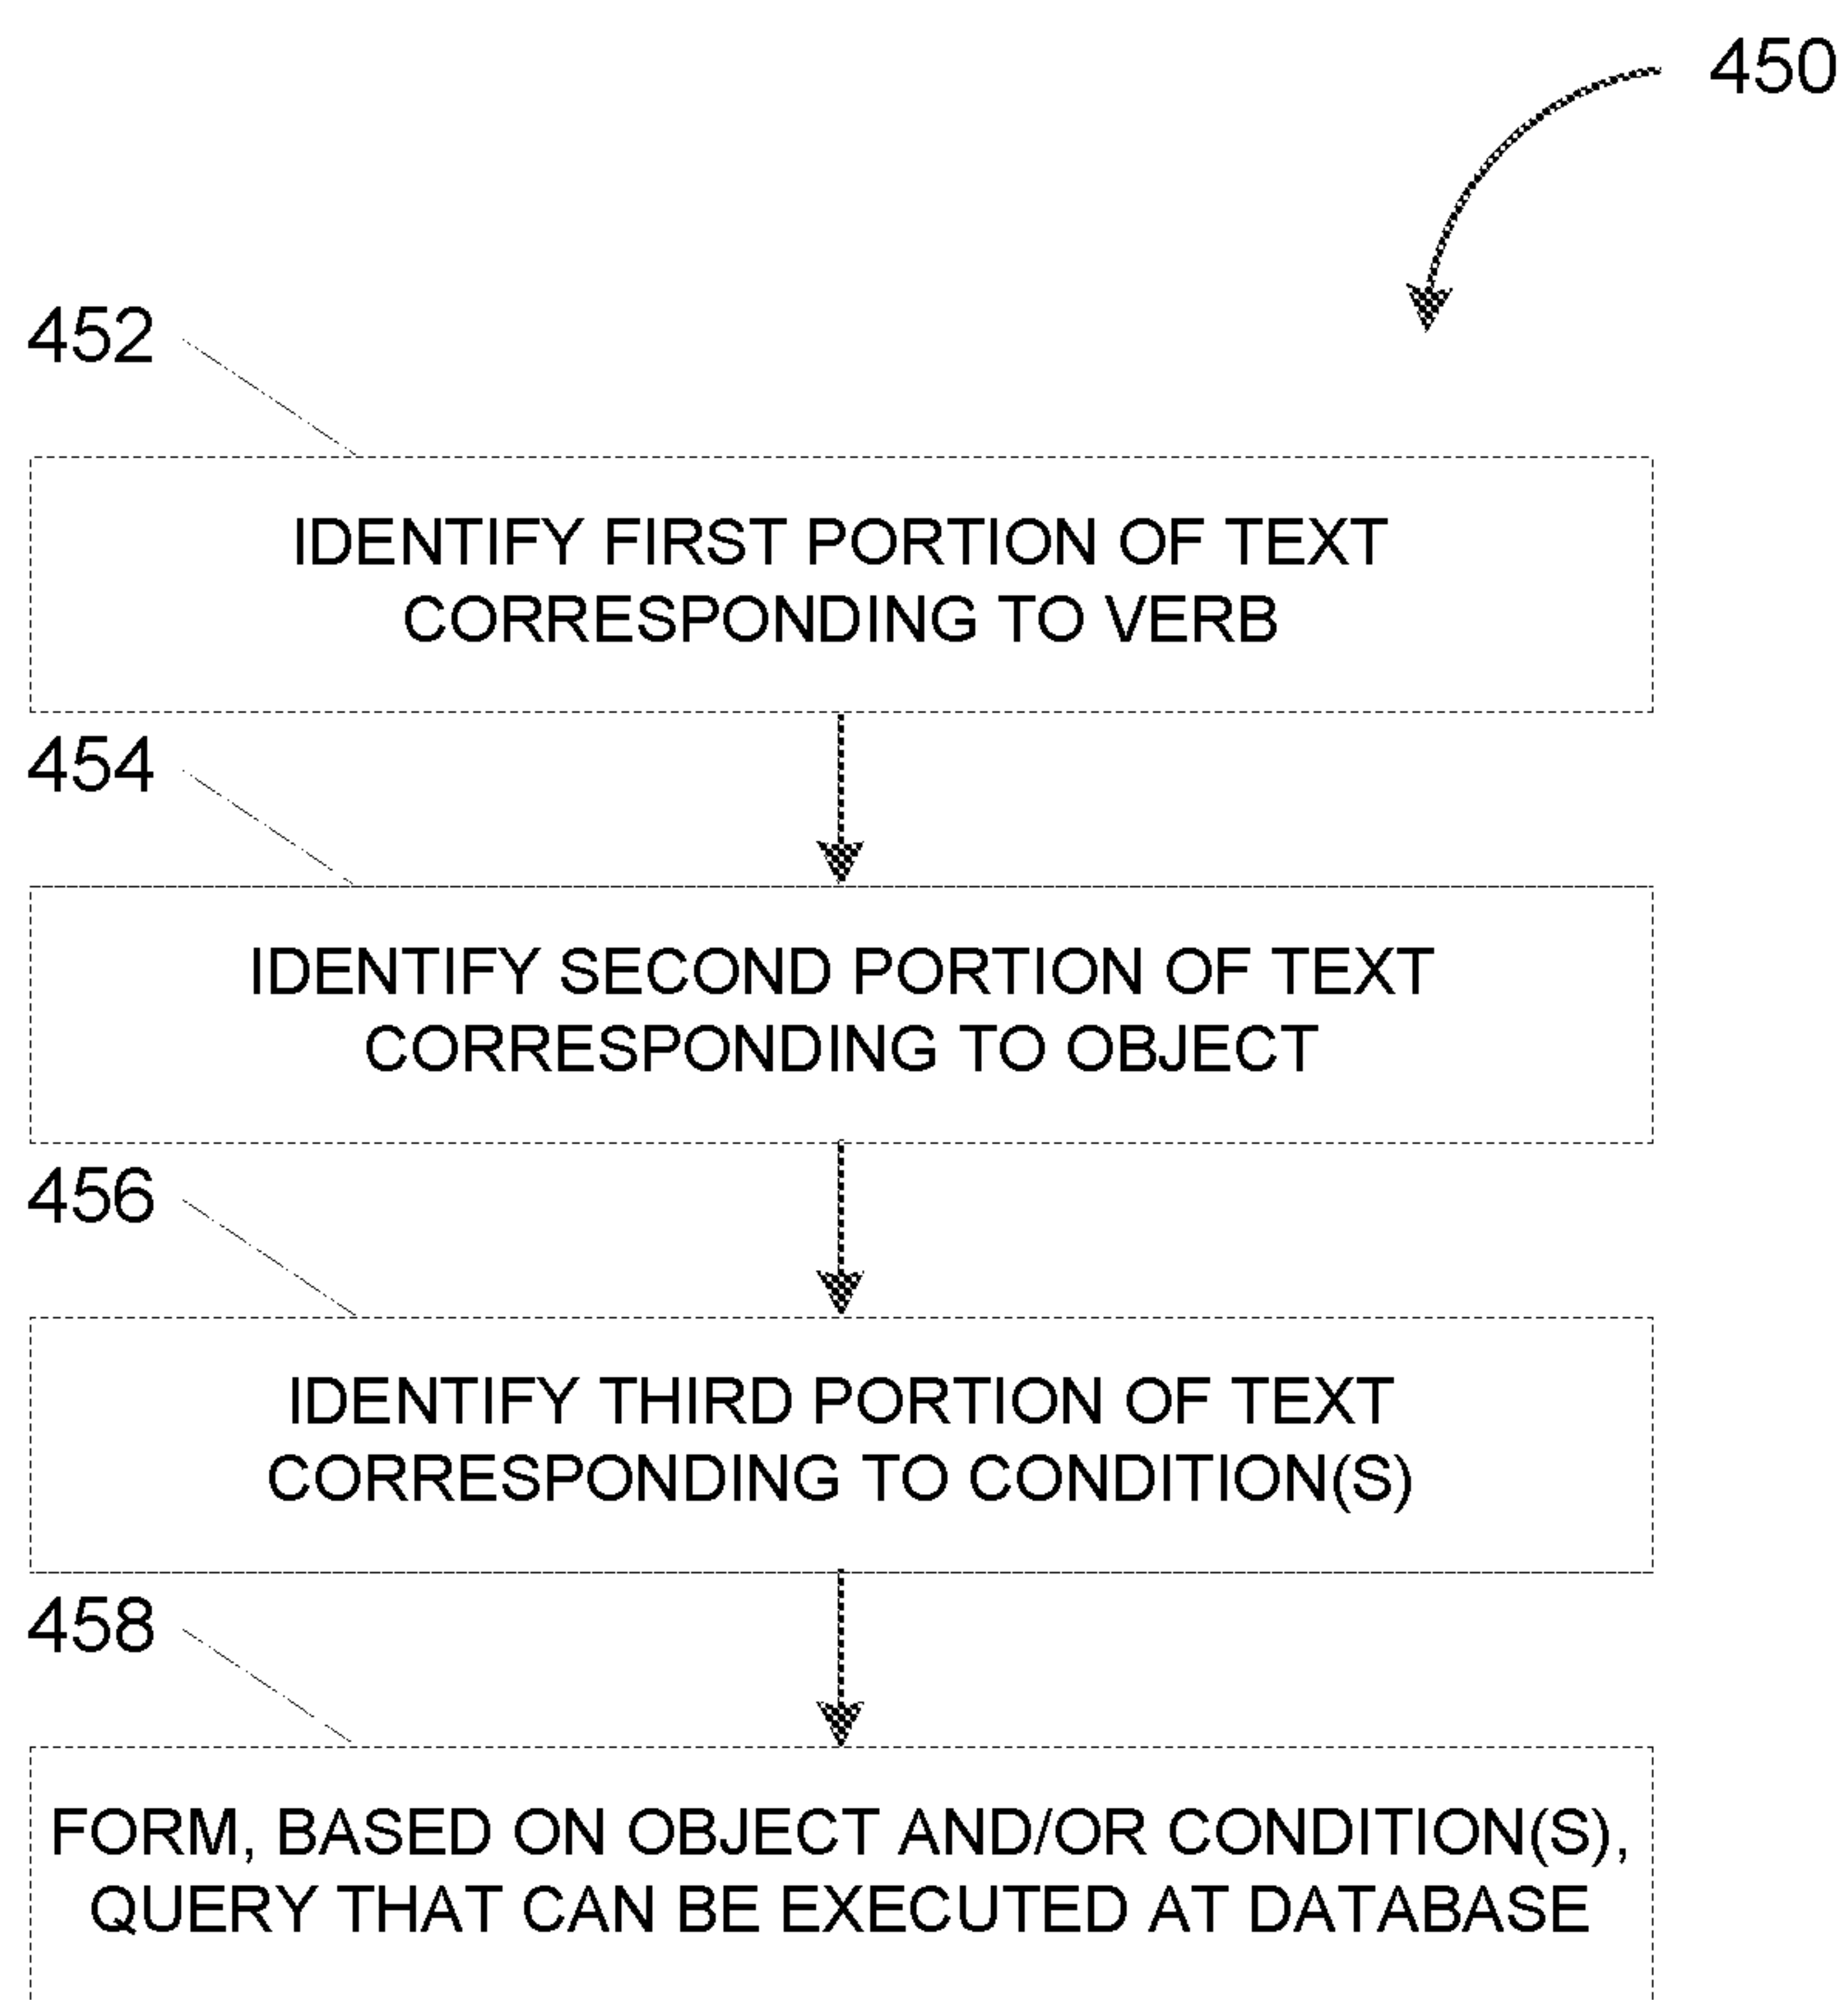 450
452
IDENTIFY FIRST PORTION OF TEXT
CORRESPONDING TO VERB
454
IDENTIFY SECOND PORTION OF TEXT
CORRESPONDING TO OBJECT
456
IDENTIFY THIRD PORTION OF TEXT
CORRESPONDING TO CONDITION(S)
458
FORM, BASED ON OBJECT AND/OR CONDITION(S),
QUERY THAT CAN BE EXECUTED AT DATABASE